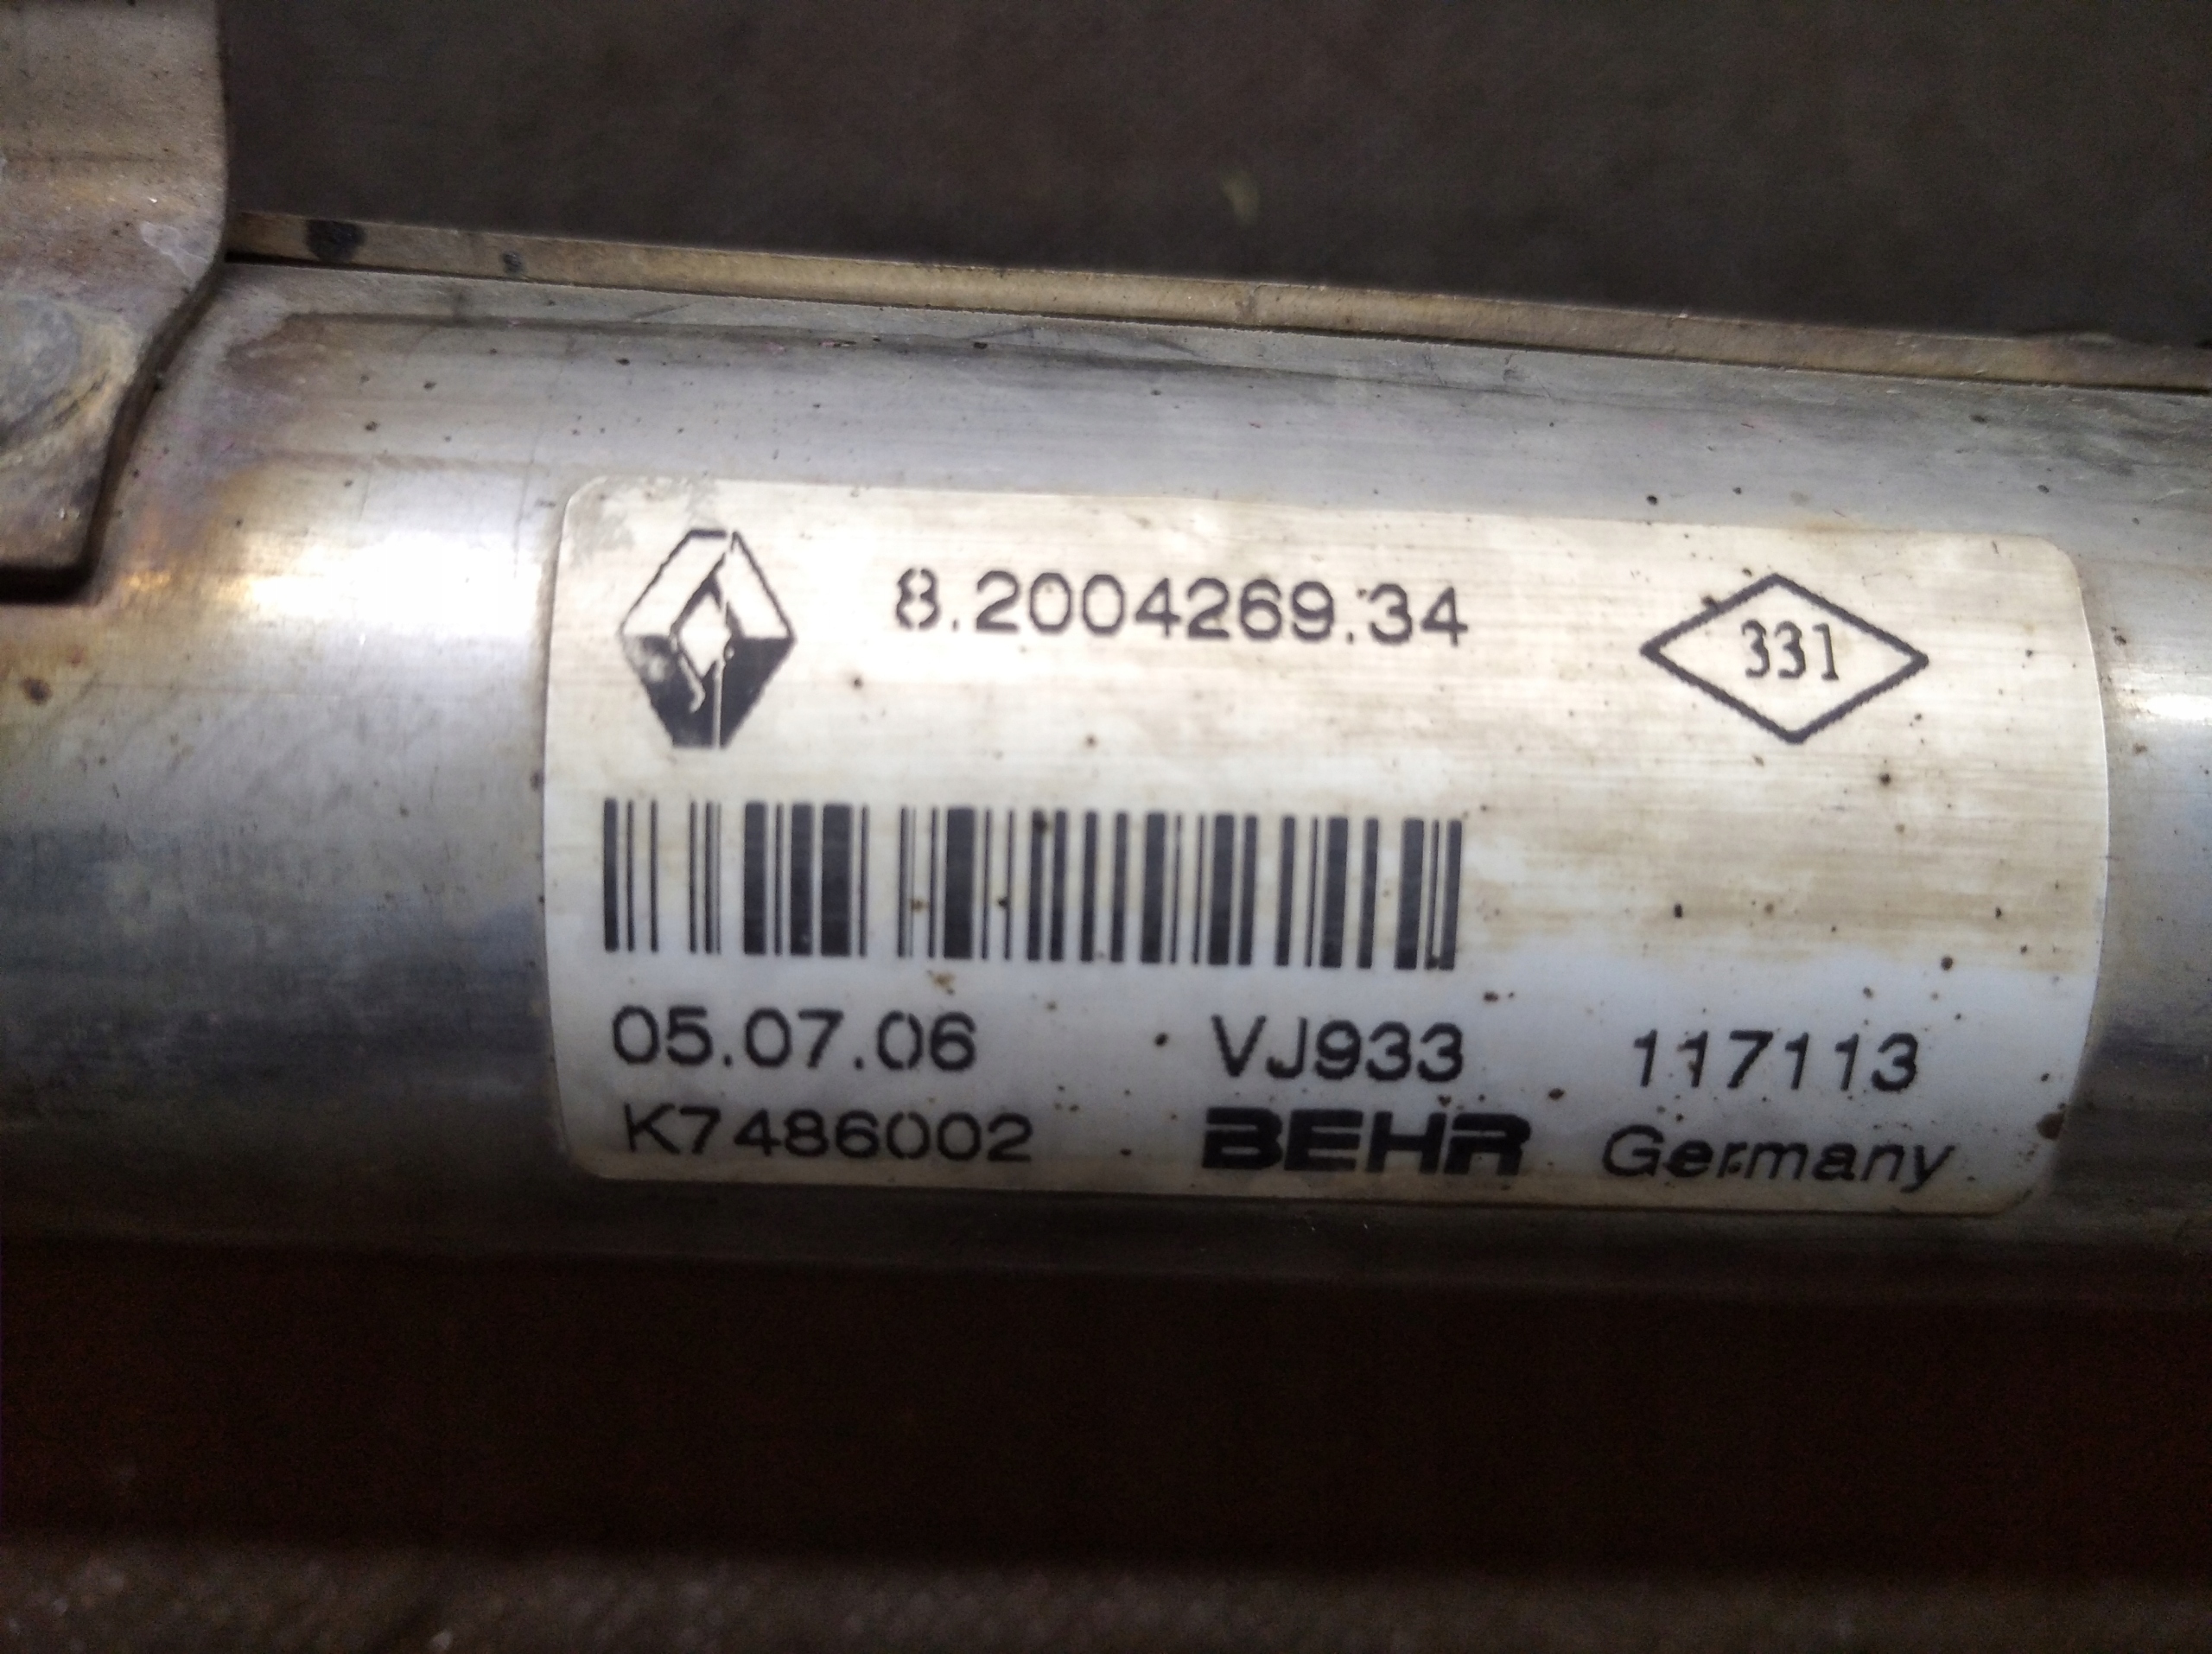 8.2004269.34
331
05.07.06 VJ933 117113
K7486002 BEHR Germany